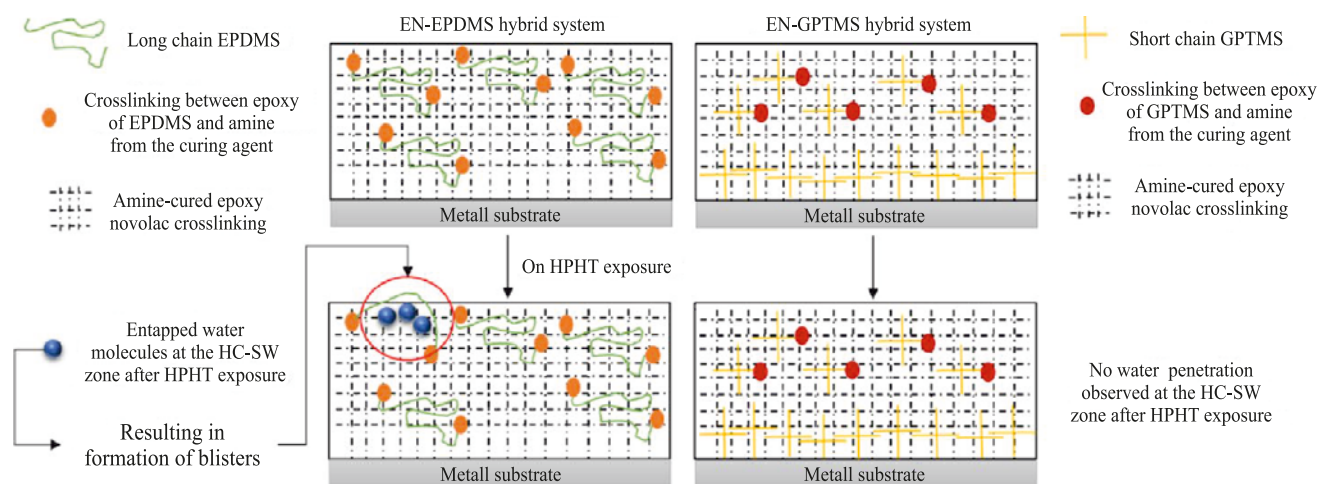 Long chain EPDMS
Crosslinking between epoxy
of EPDMS and amine
from the curing agent
Amine-cured epoxy
novolac crosslinking
EN-EPDMS hybrid system
Metall substrate
EN-GPTMS hybrid system
Metall substrate
Short chain GPTMS
Crosslinking between epoxy
of GPTMS and amine
from the curing agent
Amine-cured epoxy
novolac crosslinking
On HPHT exposure
Entapped water
molecules at the HC-SW
zone after HPHT exposure
Resulting in
formation of blisters
Metall substrate
Metall substrate
No water penetration
observed at the HC-SW
zone after HPHT exposure